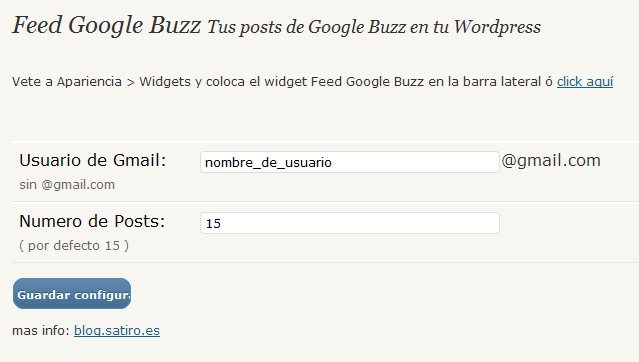 Feed Google Buzz Tus posts de Google Buzz en tu Wordpress
Vete a Apariencia > Widgets y coloca el widget Feed Google Buzz en la barra lateral ó click aquí
Usuario de Gmail: nombre_de_usuario @gmail.com
sin @gmail.com
Numero de Posts: 15
( por defecto 15 )
Guardar configur
mas info: blog.satiro.es